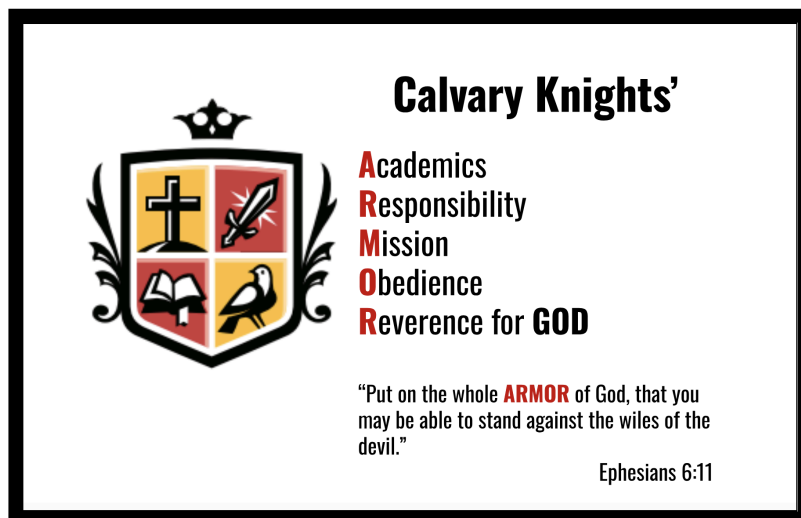 Calvary Knights’
Academics
Responsibility
Mission
Obedience
Reverence for GOD
“Put on the whole ARMOR of God, that you
may be able to stand against the wiles of the
devil.”
Ephesians 6:11